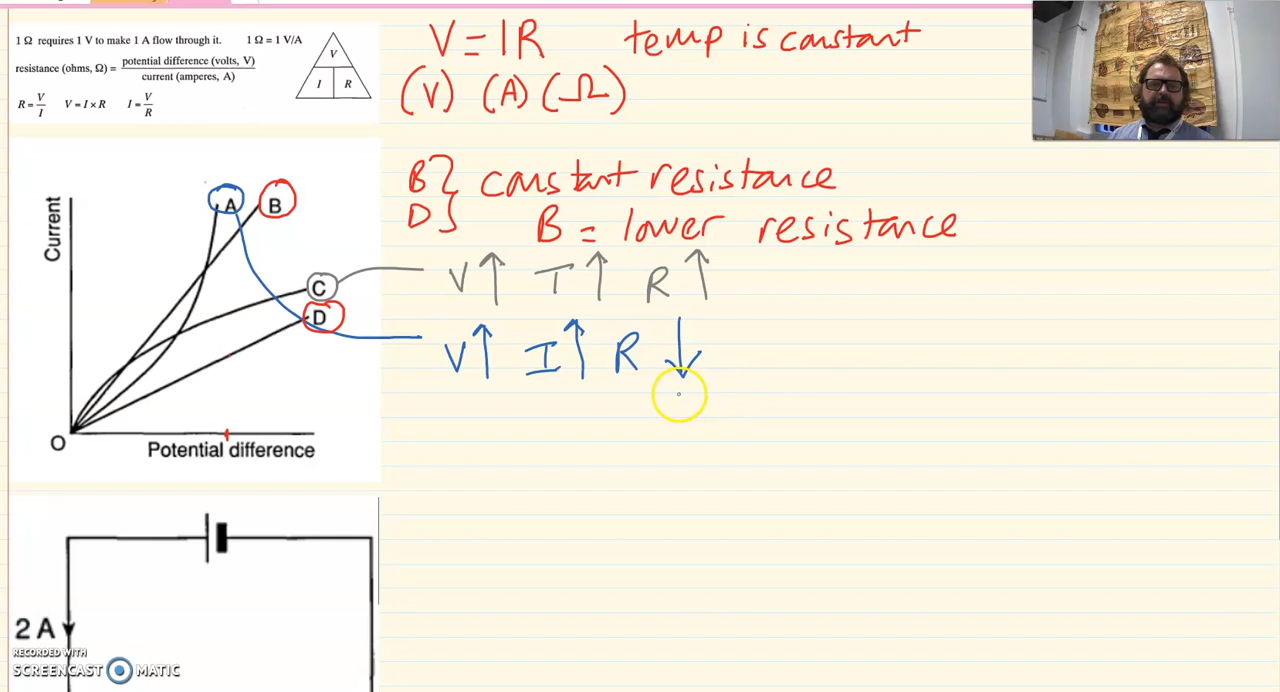 1 Ω requires 1 V to make 1 A flow through it. 1 Ω = 1 V/A
resistance (ohms, Ω) = potential difference (volts, V)
current (amperes, A)
R = V/I V = I × R I = V/R
V
I R
V = IR temp is constant
(V) (A) (Ω)
B } constant resistance
D } B = lower resistance
V ↑ T ↑ R ↑
V ↑ I ↑ R ↓
Current
A B
C
D
O
Potential difference
2 A
RECORDED WITH
SCREENCAST MATIC